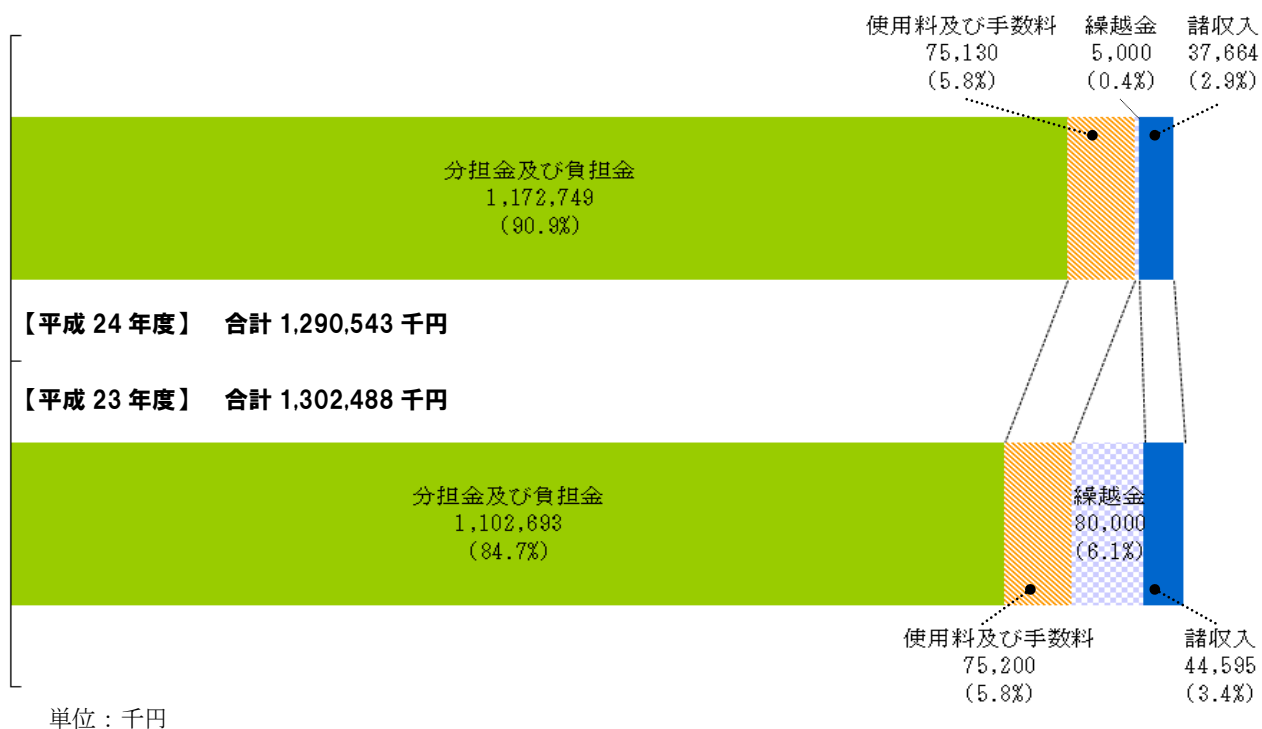 使用料及び手数料
75,130
(5.8%)
繰越金
5,000
(0.4%)
諸収入
37,664
(2.9%)
分担金及び負担金
1,172,749
(90.9%)
【平成 24 年度】 合計 1,290,543 千円
【平成 23 年度】 合計 1,302,488 千円
分担金及び負担金
1,102,693
(84.7%)
繰越金
80,000
(6.1%)
使用料及び手数料
75,200
(5.8%)
諸収入
44,595
(3.4%)
単位：千円